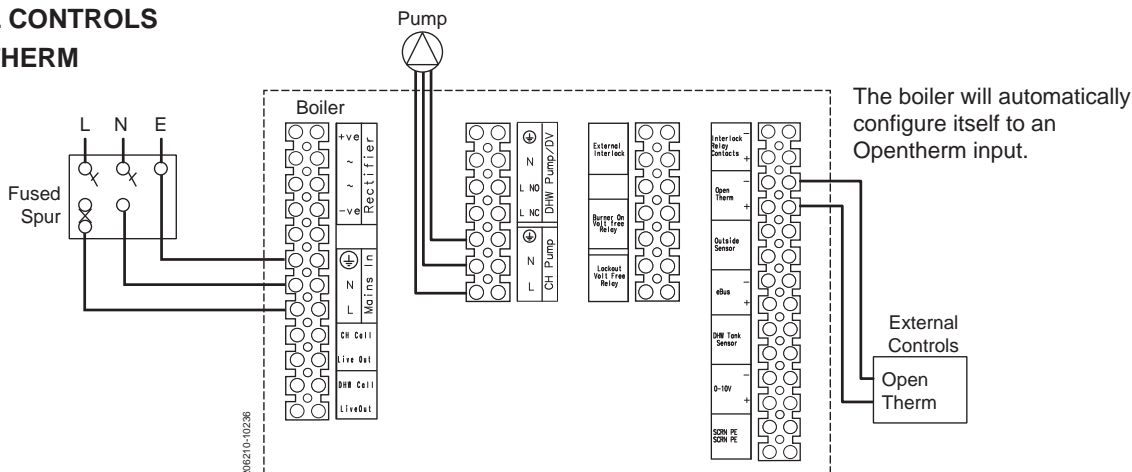 . CONTROLS
THERM
Pump
Boiler
The boiler will automatically
configure itself to an
Opentherm input.
L N E
Fused
Spur
+ve
~
~
-ve
Rectifier
N
L
Mains In
CH Call
Live Out
DHW Call
LiveOut
N
L NO
L NC
DHW Pump/DV
N
L
CH Pump
External
Interlock
Burner On
Volt free
Relay
Lockout
Volt Free
Relay
Interlock
Relay
Contacts
-
+
Open
Therm
-
+
Outside
Sensor
eBus
-
+
DHW Tank
Sensor
0-10V
-
+
SCRN PE
SCRN PE
External
Controls
Open
Therm
206210-10236